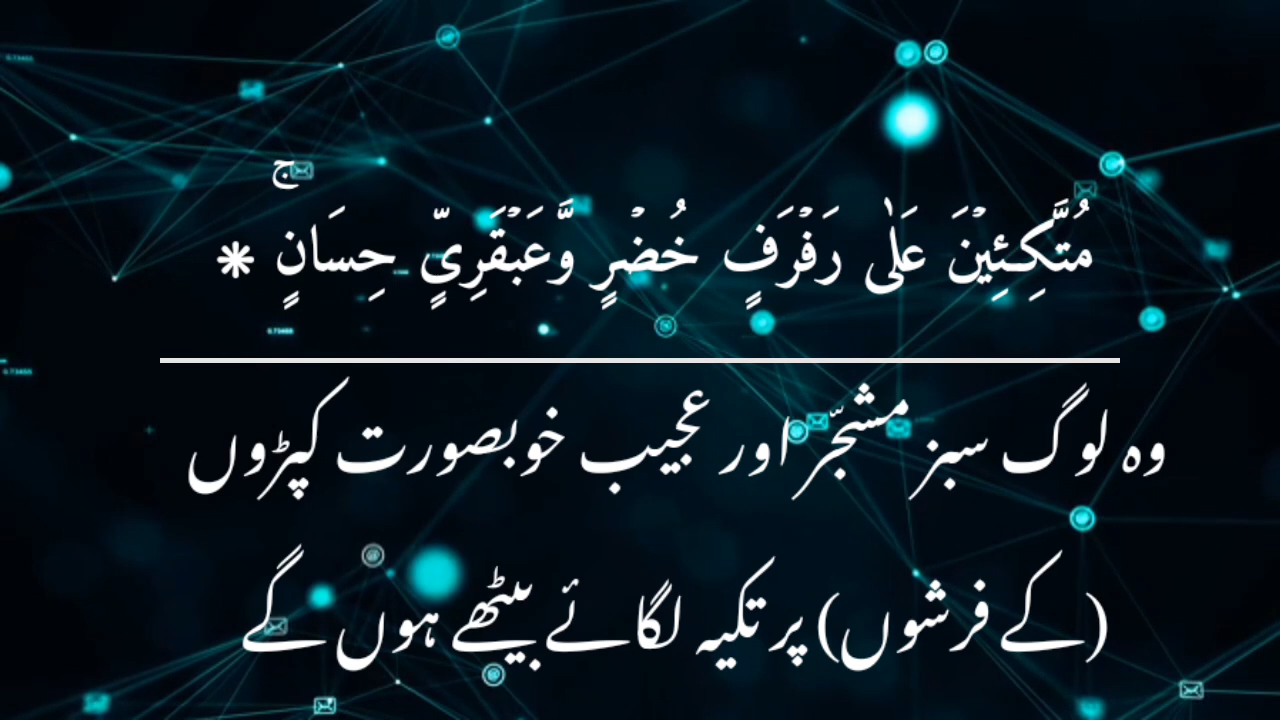 مُتَّكِـِٕيْنَ عَلٰى رَفْرَفٍ خُضْرٍ وَّعَبْقَرِيٍّ حِسَانٍ ۚ ❋
وہ لوگ سبز مشجّر اور عجیب خوبصورت کپڑوں
(کے فرشوں) پر تکیہ لگائے بیٹھے ہوں گے